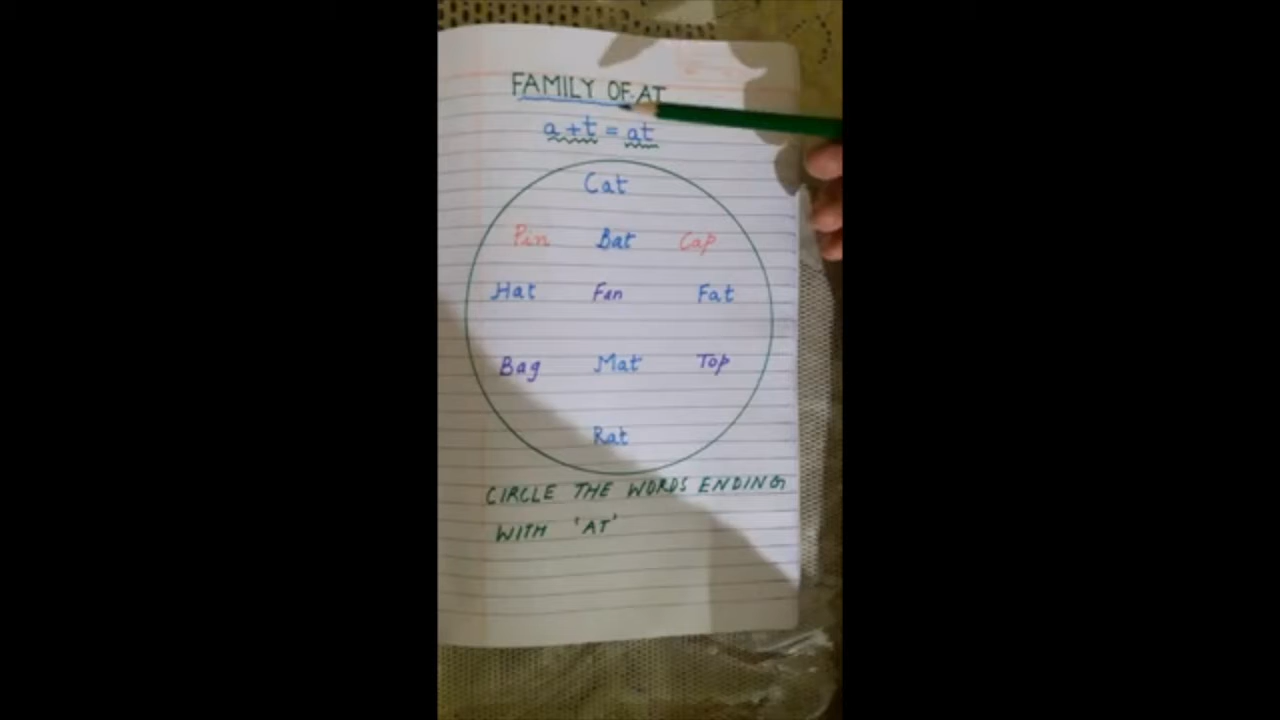 FAMILY OF AT
a + t = at
Cat
Pin Bat Cap
Hat Fan Fat
Bag Mat Top
Rat
CIRCLE THE WORDS ENDING
WITH 'AT'